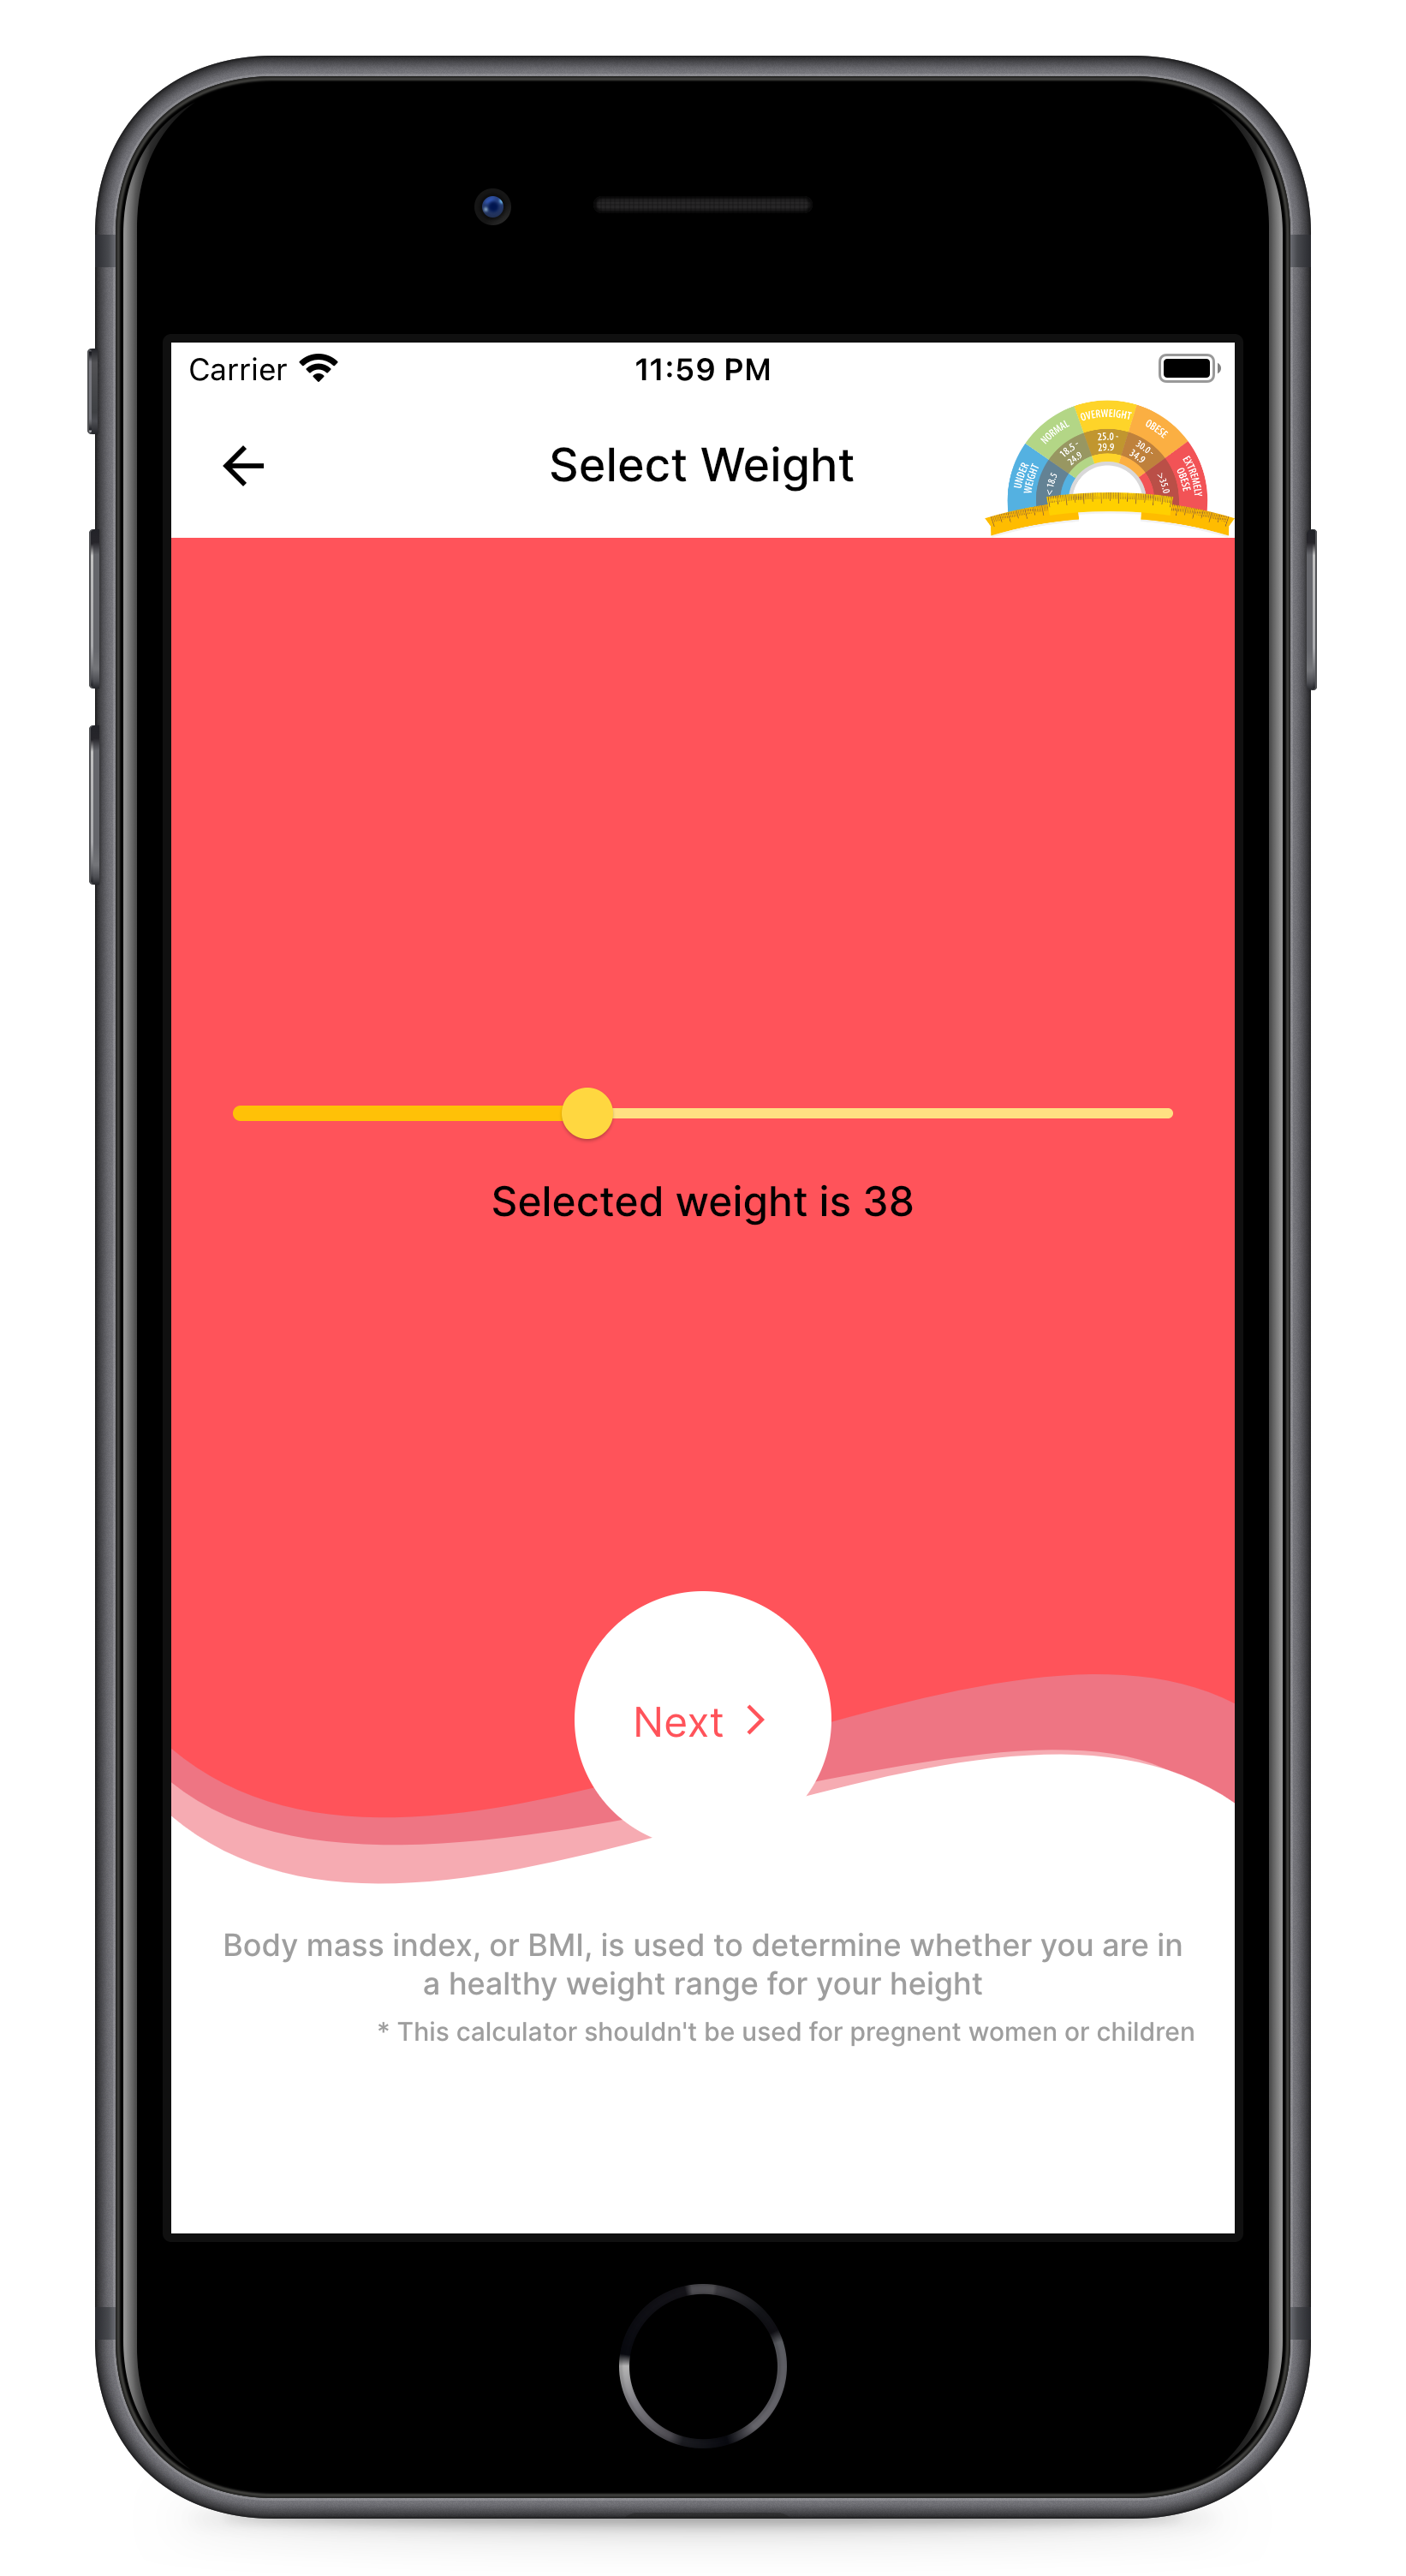 Carrier
11:59 PM
Select Weight
UNDER
WEIGHT
< 18.5
NORMAL
18.5 -
24.9
OVERWEIGHT
25.0 -
29.9
OBESE
30.0 -
34.9
EXTREMELY
OBESE
>35.0
Selected weight is 38
Next
Body mass index, or BMI, is used to determine whether you are in
a healthy weight range for your height
* This calculator shouldn't be used for pregnent women or children